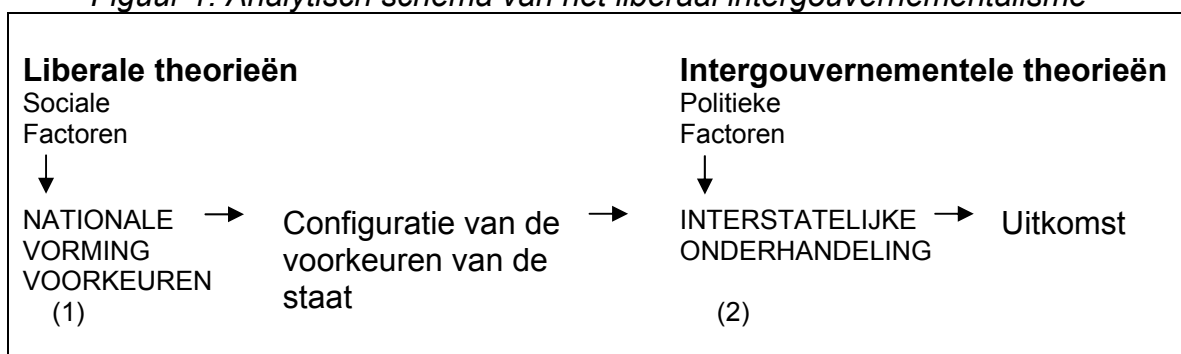 Figuur 1. Analytisch schema van het liberaal intergouvernementalisme
Liberale theorieën
Sociale
Factoren
NATIONALE
VORMING
VOORKEUREN
(1)
Configuratie van de
voorkeuren van de
staat
Intergouvernementele theorieën
Politieke
Factoren
INTERSTATELIJKE
ONDERHANDELING
(2)
Uitkomst